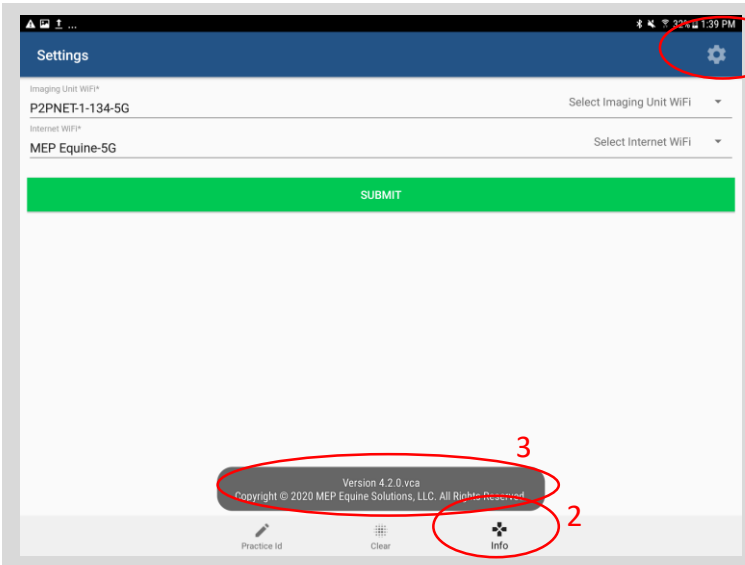 ... 32% 1:39 PM
Settings
Imaging Unit WiFi*
P2PNET-1-134-5G
Select Imaging Unit WiFi
Internet WiFi*
MEP Equine-5G
Select Internet WiFi
SUBMIT
3
Version 4.2.0.vca
Copyright © 2020 MEP Equine Solutions, LLC. All Rights Reserved.
2
Practice Id
Clear
Info